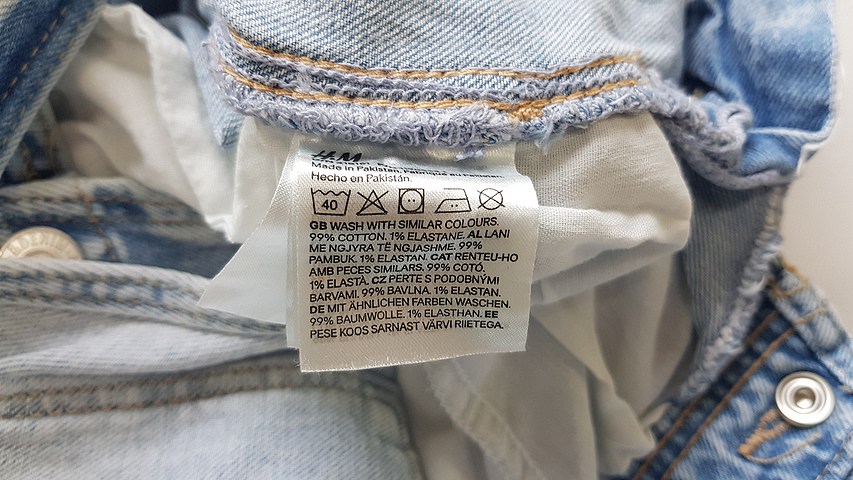 H&M
Made in Pakistan. Fabriqué au Pakistan.
Hecho en Pakistán.
40
GB WASH WITH SIMILAR COLOURS.
99% COTTON. 1% ELASTANE. AL LANI
ME NGJYRA TË NGJASHME. 99%
PAMBUK. 1% ELASTAN. CAT RENTEU-HO
AMB PECES SIMILARS. 99% COTÓ.
1% ELASTÀ. CZ PERTE S PODOBNÝMI
BARVAMI. 99% BAVLNA. 1% ELASTAN.
DE MIT ÄHNLICHEN FARBEN WASCHEN.
99% BAUMWOLLE. 1% ELASTHAN. EE
PESE KOOS SARNAST VÄRVI RIIETEGA.